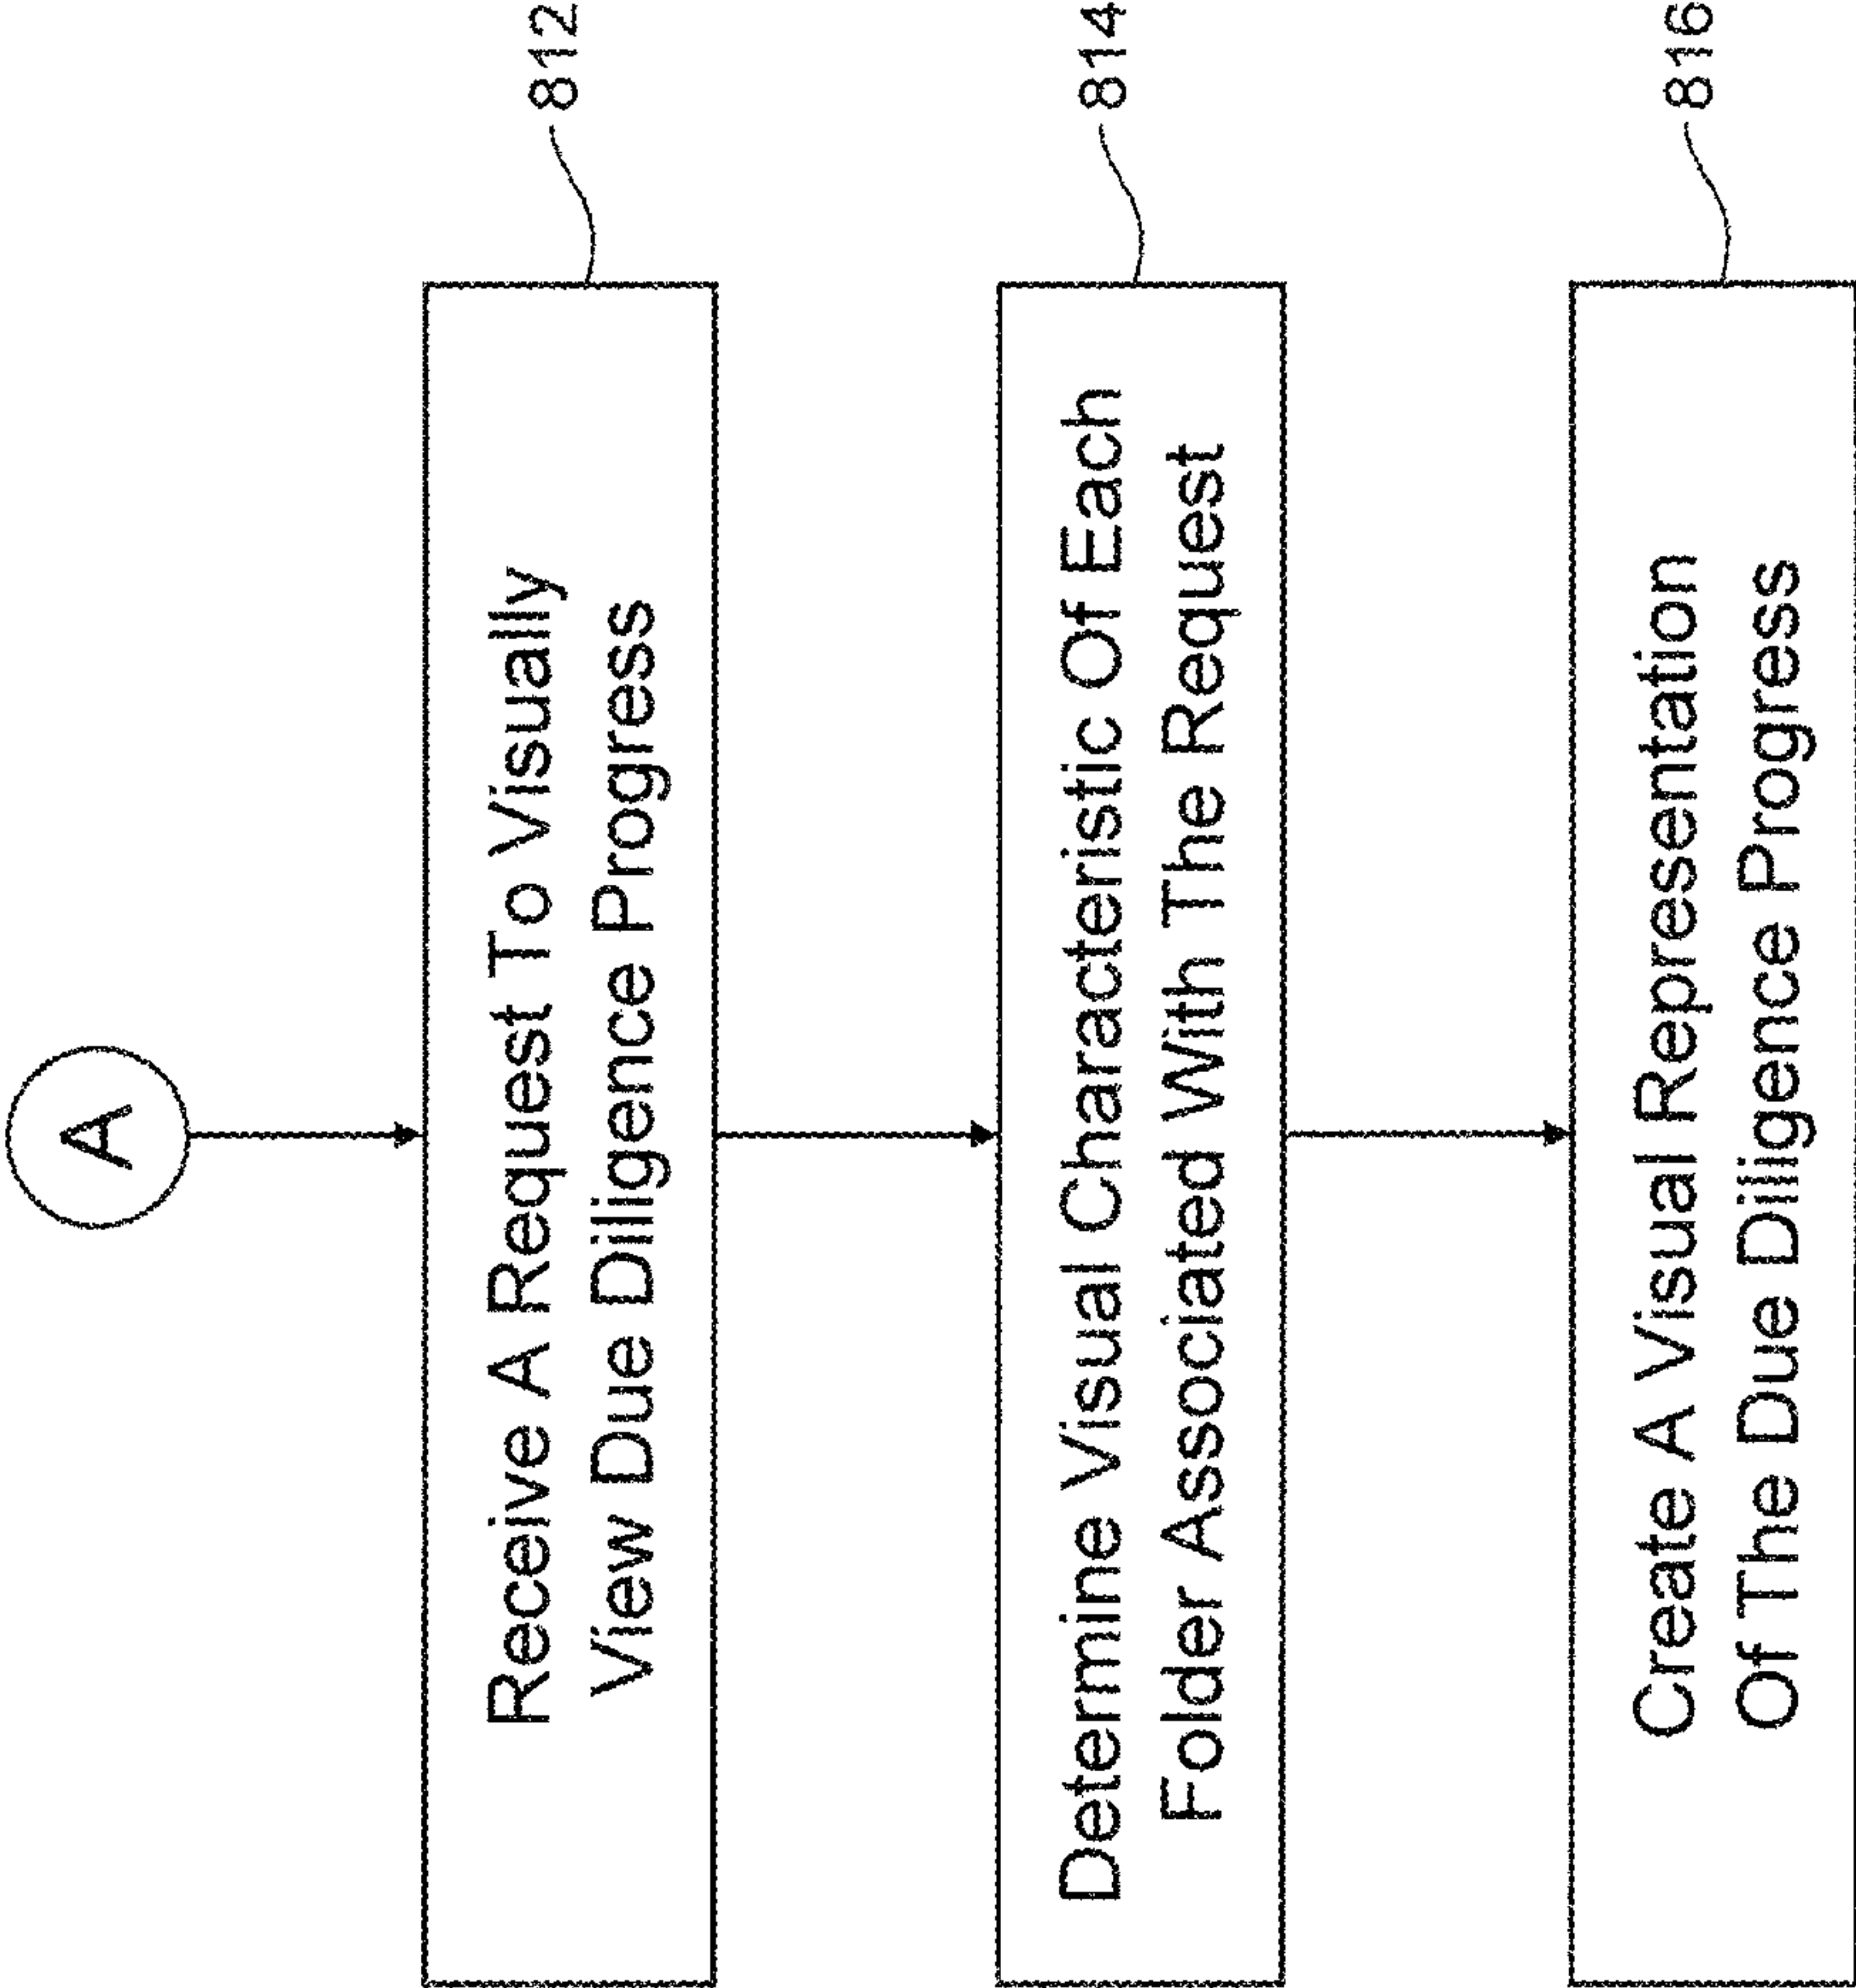 A
Receive A Request To Visually
View Due Diligence Progress
812
Determine Visual Characteristic Of Each
Folder Associated With The Request
814
Create A Visual Representation
Of The Due Diligence Progress
816